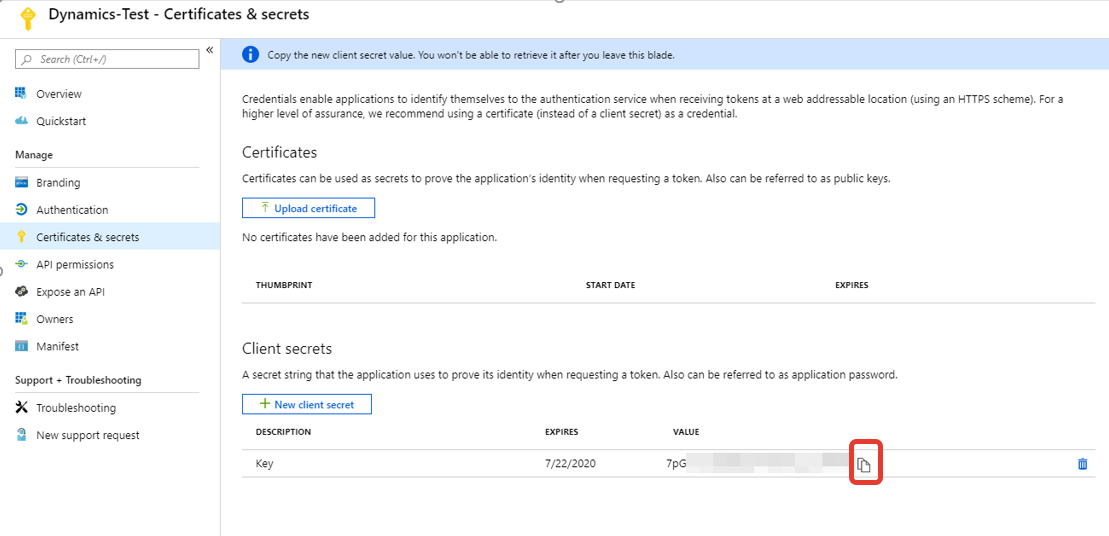 Dynamics-Test - Certificates & secrets
Search (Ctrl+/)
«
Overview
Quickstart
Manage
Branding
Authentication
Certificates & secrets
API permissions
Expose an API
Owners
Manifest
Support + Troubleshooting
Troubleshooting
New support request
Copy the new client secret value. You won't be able to retrieve it after you leave this blade.
Credentials enable applications to identify themselves to the authentication service when receiving tokens at a web addressable location (using an HTTPS scheme). For a
higher level of assurance, we recommend using a certificate (instead of a client secret) as a credential.
Certificates
Certificates can be used as secrets to prove the application's identity when requesting a token. Also can be referred to as public keys.
Upload certificate
No certificates have been added for this application.
THUMBPRINT START DATE EXPIRES
Client secrets
A secret string that the application uses to prove its identity when requesting a token. Also can be referred to as application password.
New client secret
DESCRIPTION EXPIRES VALUE
Key 7/22/2020 7pG